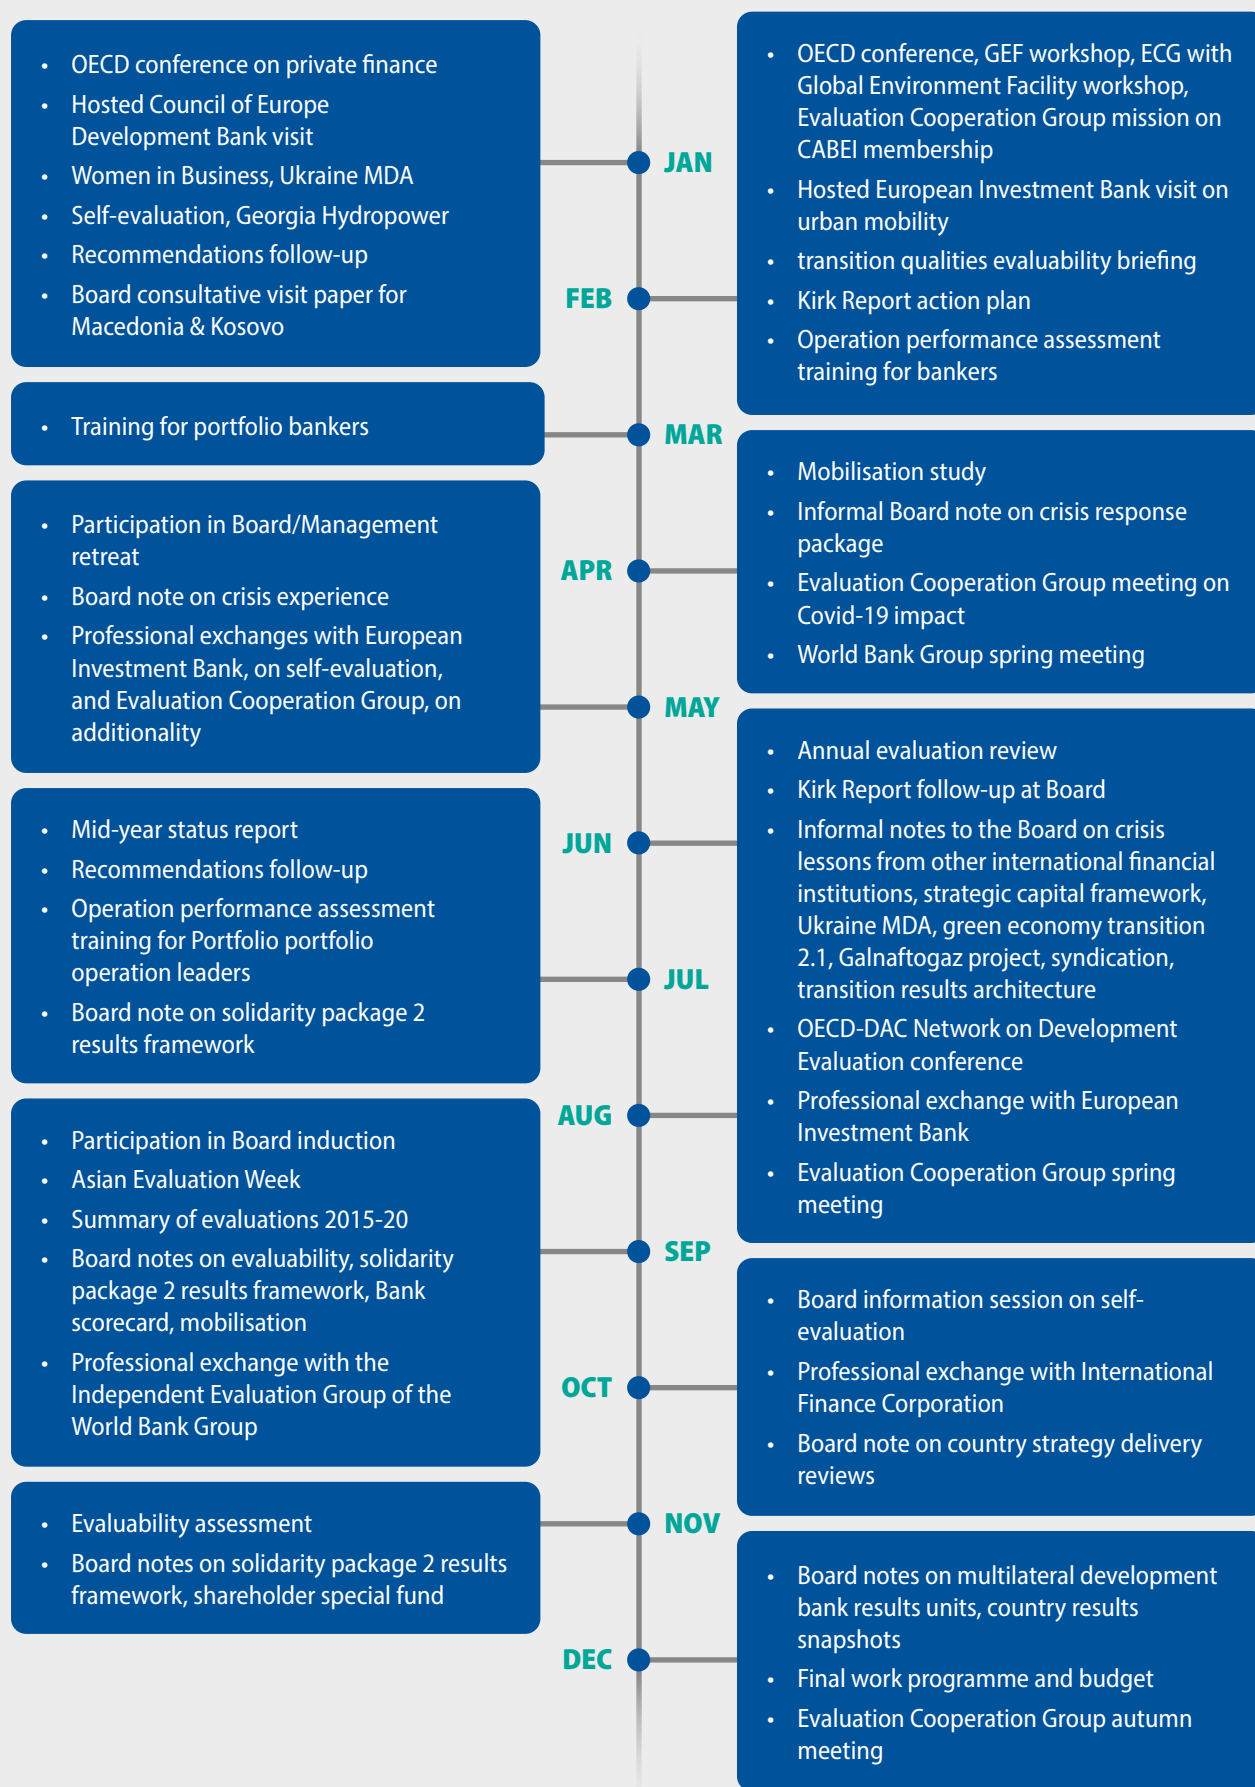 • OECD conference on private finance
• Hosted Council of Europe
Development Bank visit
• Women in Business, Ukraine MDA
• Self-evaluation, Georgia Hydropower
• Recommendations follow-up
• Board consultative visit paper for
Macedonia & Kosovo
JAN
• OECD conference, GEF workshop, ECG with
Global Environment Facility workshop,
Evaluation Cooperation Group mission on
CABEI membership
• Hosted European Investment Bank visit on
urban mobility
• transition qualities evaluability briefing
• Kirk Report action plan
• Operation performance assessment
training for bankers
FEB
• Training for portfolio bankers
MAR
• Mobilisation study
• Informal Board note on crisis response
package
• Evaluation Cooperation Group meeting on
Covid-19 impact
• World Bank Group spring meeting
APR
• Participation in Board/Management
retreat
• Board note on crisis experience
• Professional exchanges with European
Investment Bank, on self-evaluation,
and Evaluation Cooperation Group, on
additionality
MAY
• Annual evaluation review
• Kirk Report follow-up at Board
• Informal notes to the Board on crisis
lessons from other international financial
institutions, strategic capital framework,
Ukraine MDA, green economy transition
2.1, Galnaftogaz project, syndication,
transition results architecture
• OECD-DAC Network on Development
Evaluation conference
• Professional exchange with European
Investment Bank
• Evaluation Cooperation Group spring
meeting
JUN
• Mid-year status report
• Recommendations follow-up
• Operation performance assessment
training for Portfolio portfolio
operation leaders
• Board note on solidarity package 2
results framework
JUL
AUG
• Participation in Board induction
• Asian Evaluation Week
• Summary of evaluations 2015-20
• Board notes on evaluability, solidarity
package 2 results framework, Bank
scorecard, mobilisation
• Professional exchange with the
Independent Evaluation Group of the
World Bank Group
SEP
• Board information session on self-
evaluation
• Professional exchange with International
Finance Corporation
• Board note on country strategy delivery
reviews
OCT
• Evaluability assessment
• Board notes on solidarity package 2 results
framework, shareholder special fund
NOV
• Board notes on multilateral development
bank results units, country results
snapshots
• Final work programme and budget
• Evaluation Cooperation Group autumn
meeting
DEC